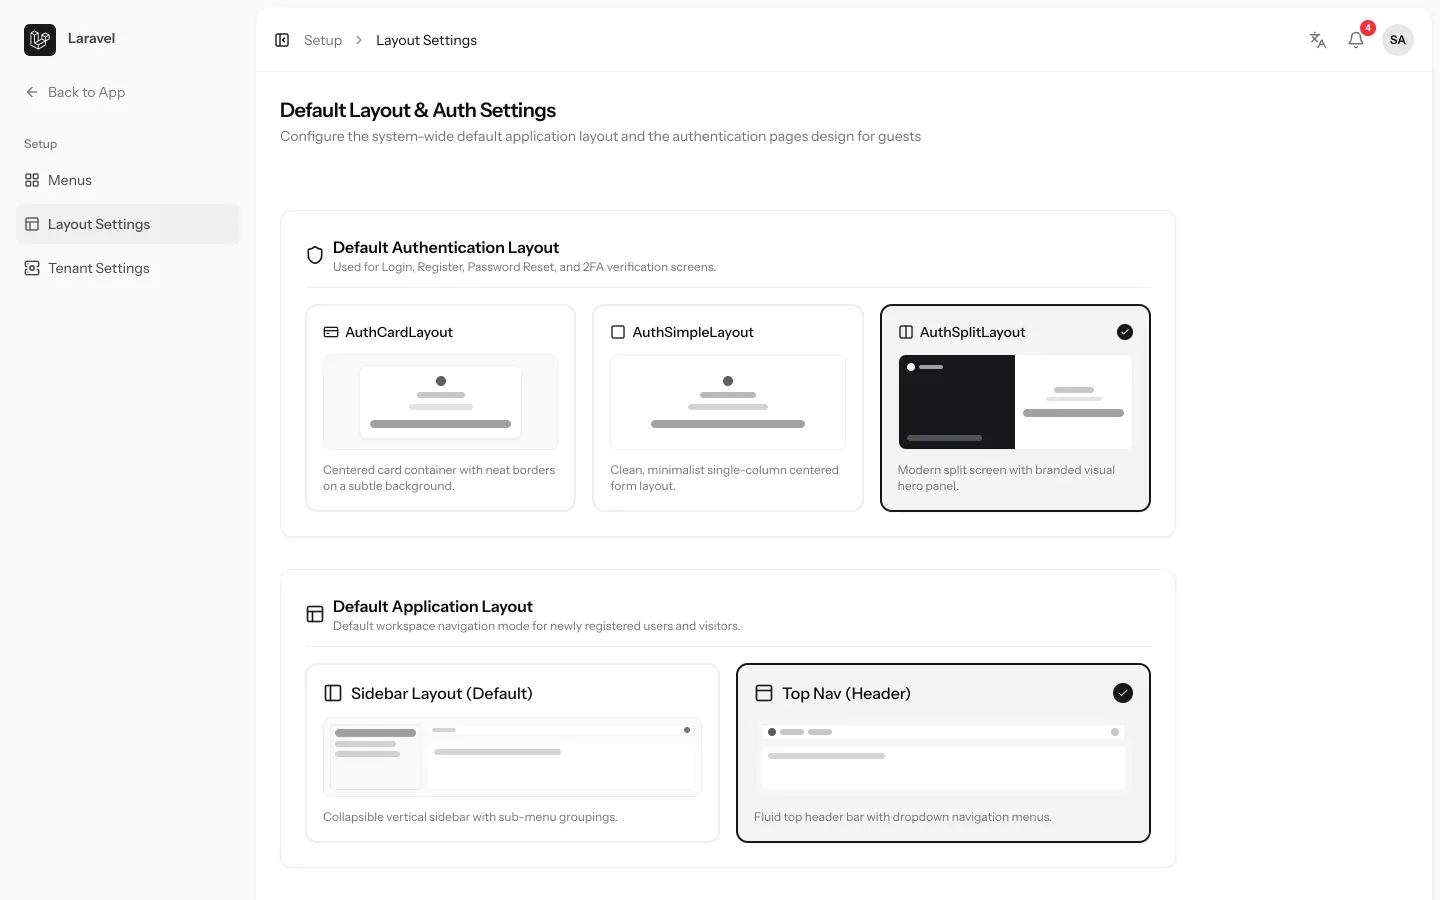 Laravel
Back to App
Setup
Menus
Layout Settings
Tenant Settings
Setup
Layout Settings
4
SA
Default Layout & Auth Settings
Configure the system-wide default application layout and the authentication pages design for guests
Default Authentication Layout
Used for Login, Register, Password Reset, and 2FA verification screens.
AuthCardLayout
Centered card container with neat borders
on a subtle background.
AuthSimpleLayout
Clean, minimalist single-column centered
form layout.
AuthSplitLayout
Modern split screen with branded visual
hero panel.
Default Application Layout
Default workspace navigation mode for newly registered users and visitors.
Sidebar Layout (Default)
Collapsible vertical sidebar with sub-menu groupings.
Top Nav (Header)
Fluid top header bar with dropdown navigation menus.